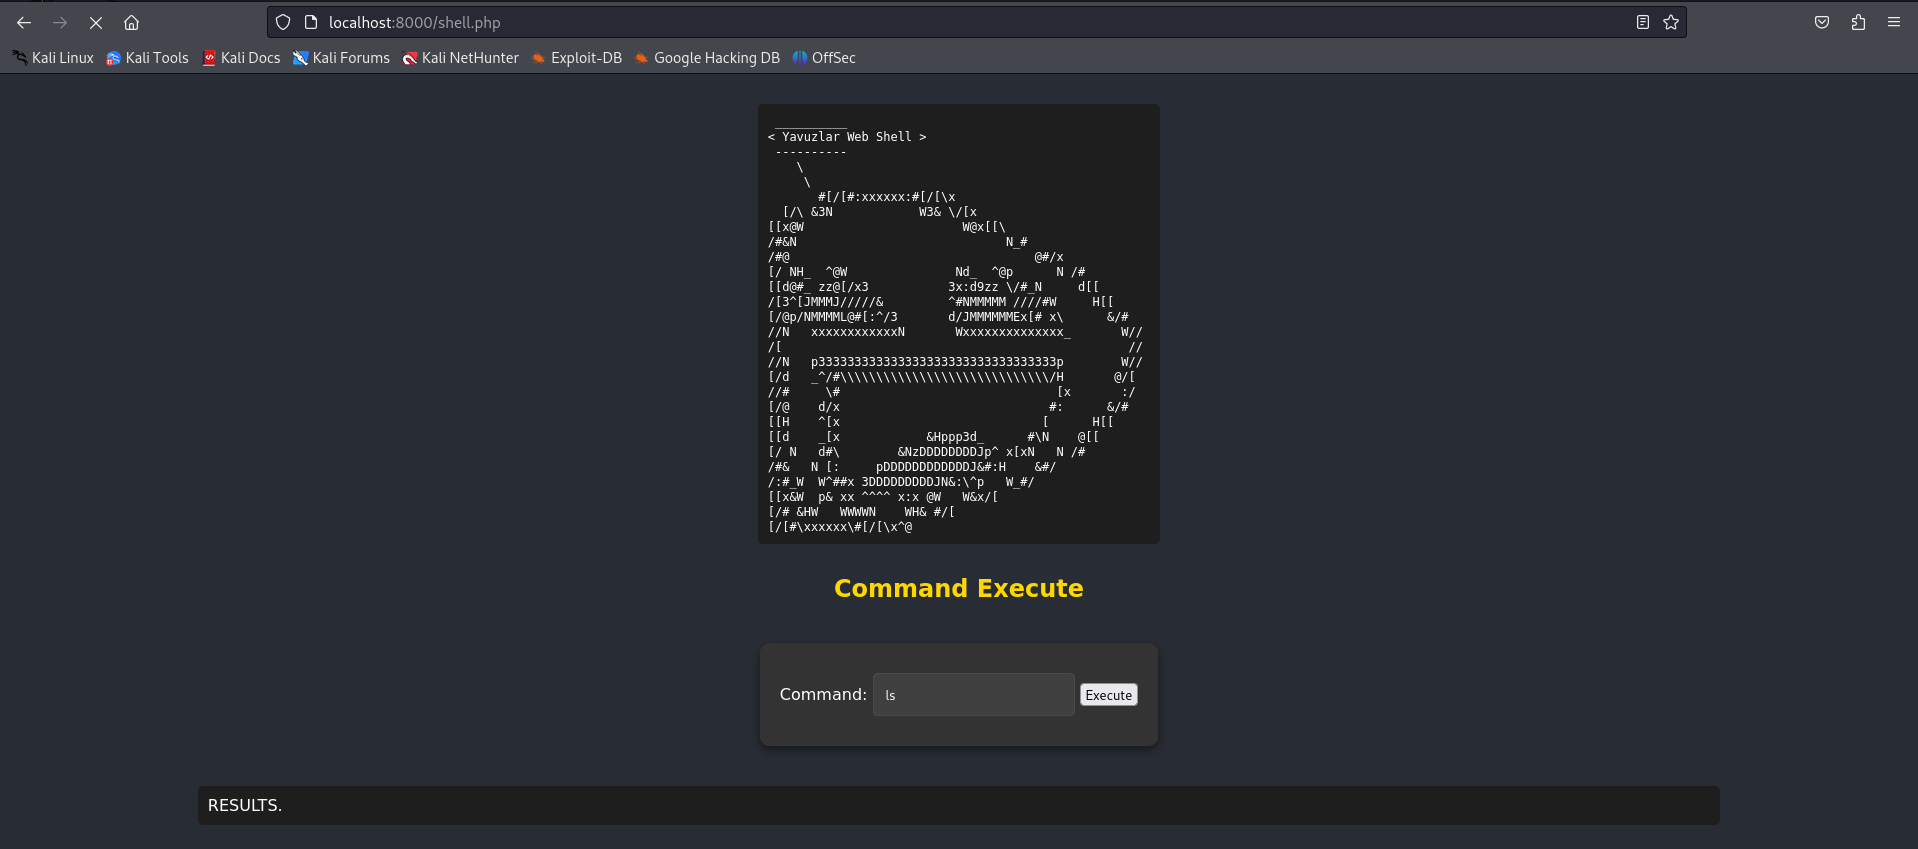 localhost:8000/shell.php
Kali Linux Kali Tools Kali Docs Kali Forums Kali NetHunter Exploit-DB Google Hacking DB OffSec
__________
< Yavuzlar Web Shell >
----------
\
\
#[/[#:xxxxxx:#[/[\x
[/\ &3N W3& \/[x
[[x@W W@x[[\
/#&N N_#
/#@ @#/x
[/ NH_ ^@W Nd_ ^@p N /#
[[d@#_ zz@[/x3 3x:d9zz \/#_N d[[
/[3^[JMMMJ/////& ^#NMMMMM ////#W H[[
[/@p/NMMMML@#[:^/3 d/JMMMMMMEx[# x\ &/#
//N xxxxxxxxxxxxN Wxxxxxxxxxxxxxx_ W//
/[ //
//N p333333333333333333333333333333333p W//
[/d _^/#\\\\\\\\\\\\\\\\\\\\\\\\\\\\\/H @/[
//# \# [x :/
[/@ d/x #: &/#
[[H ^[x [ H[[
[[d _[x &Hppp3d_ #\N @[[
[/ N d#\ &NzDDDDDDDDJp^ x[xN N /#
/#& N [: pDDDDDDDDDDDDJ&#:H &#/
/:#_W W^##x 3DDDDDDDDDJN&:\^p W_#/
[[x&W p& xx ^^^^ x:x @W W&x/[
[/# &HW WWWWN WH& #/[
[/[#\xxxxxx\#[/[\x^@
Command Execute
Command: ls Execute
RESULTS.